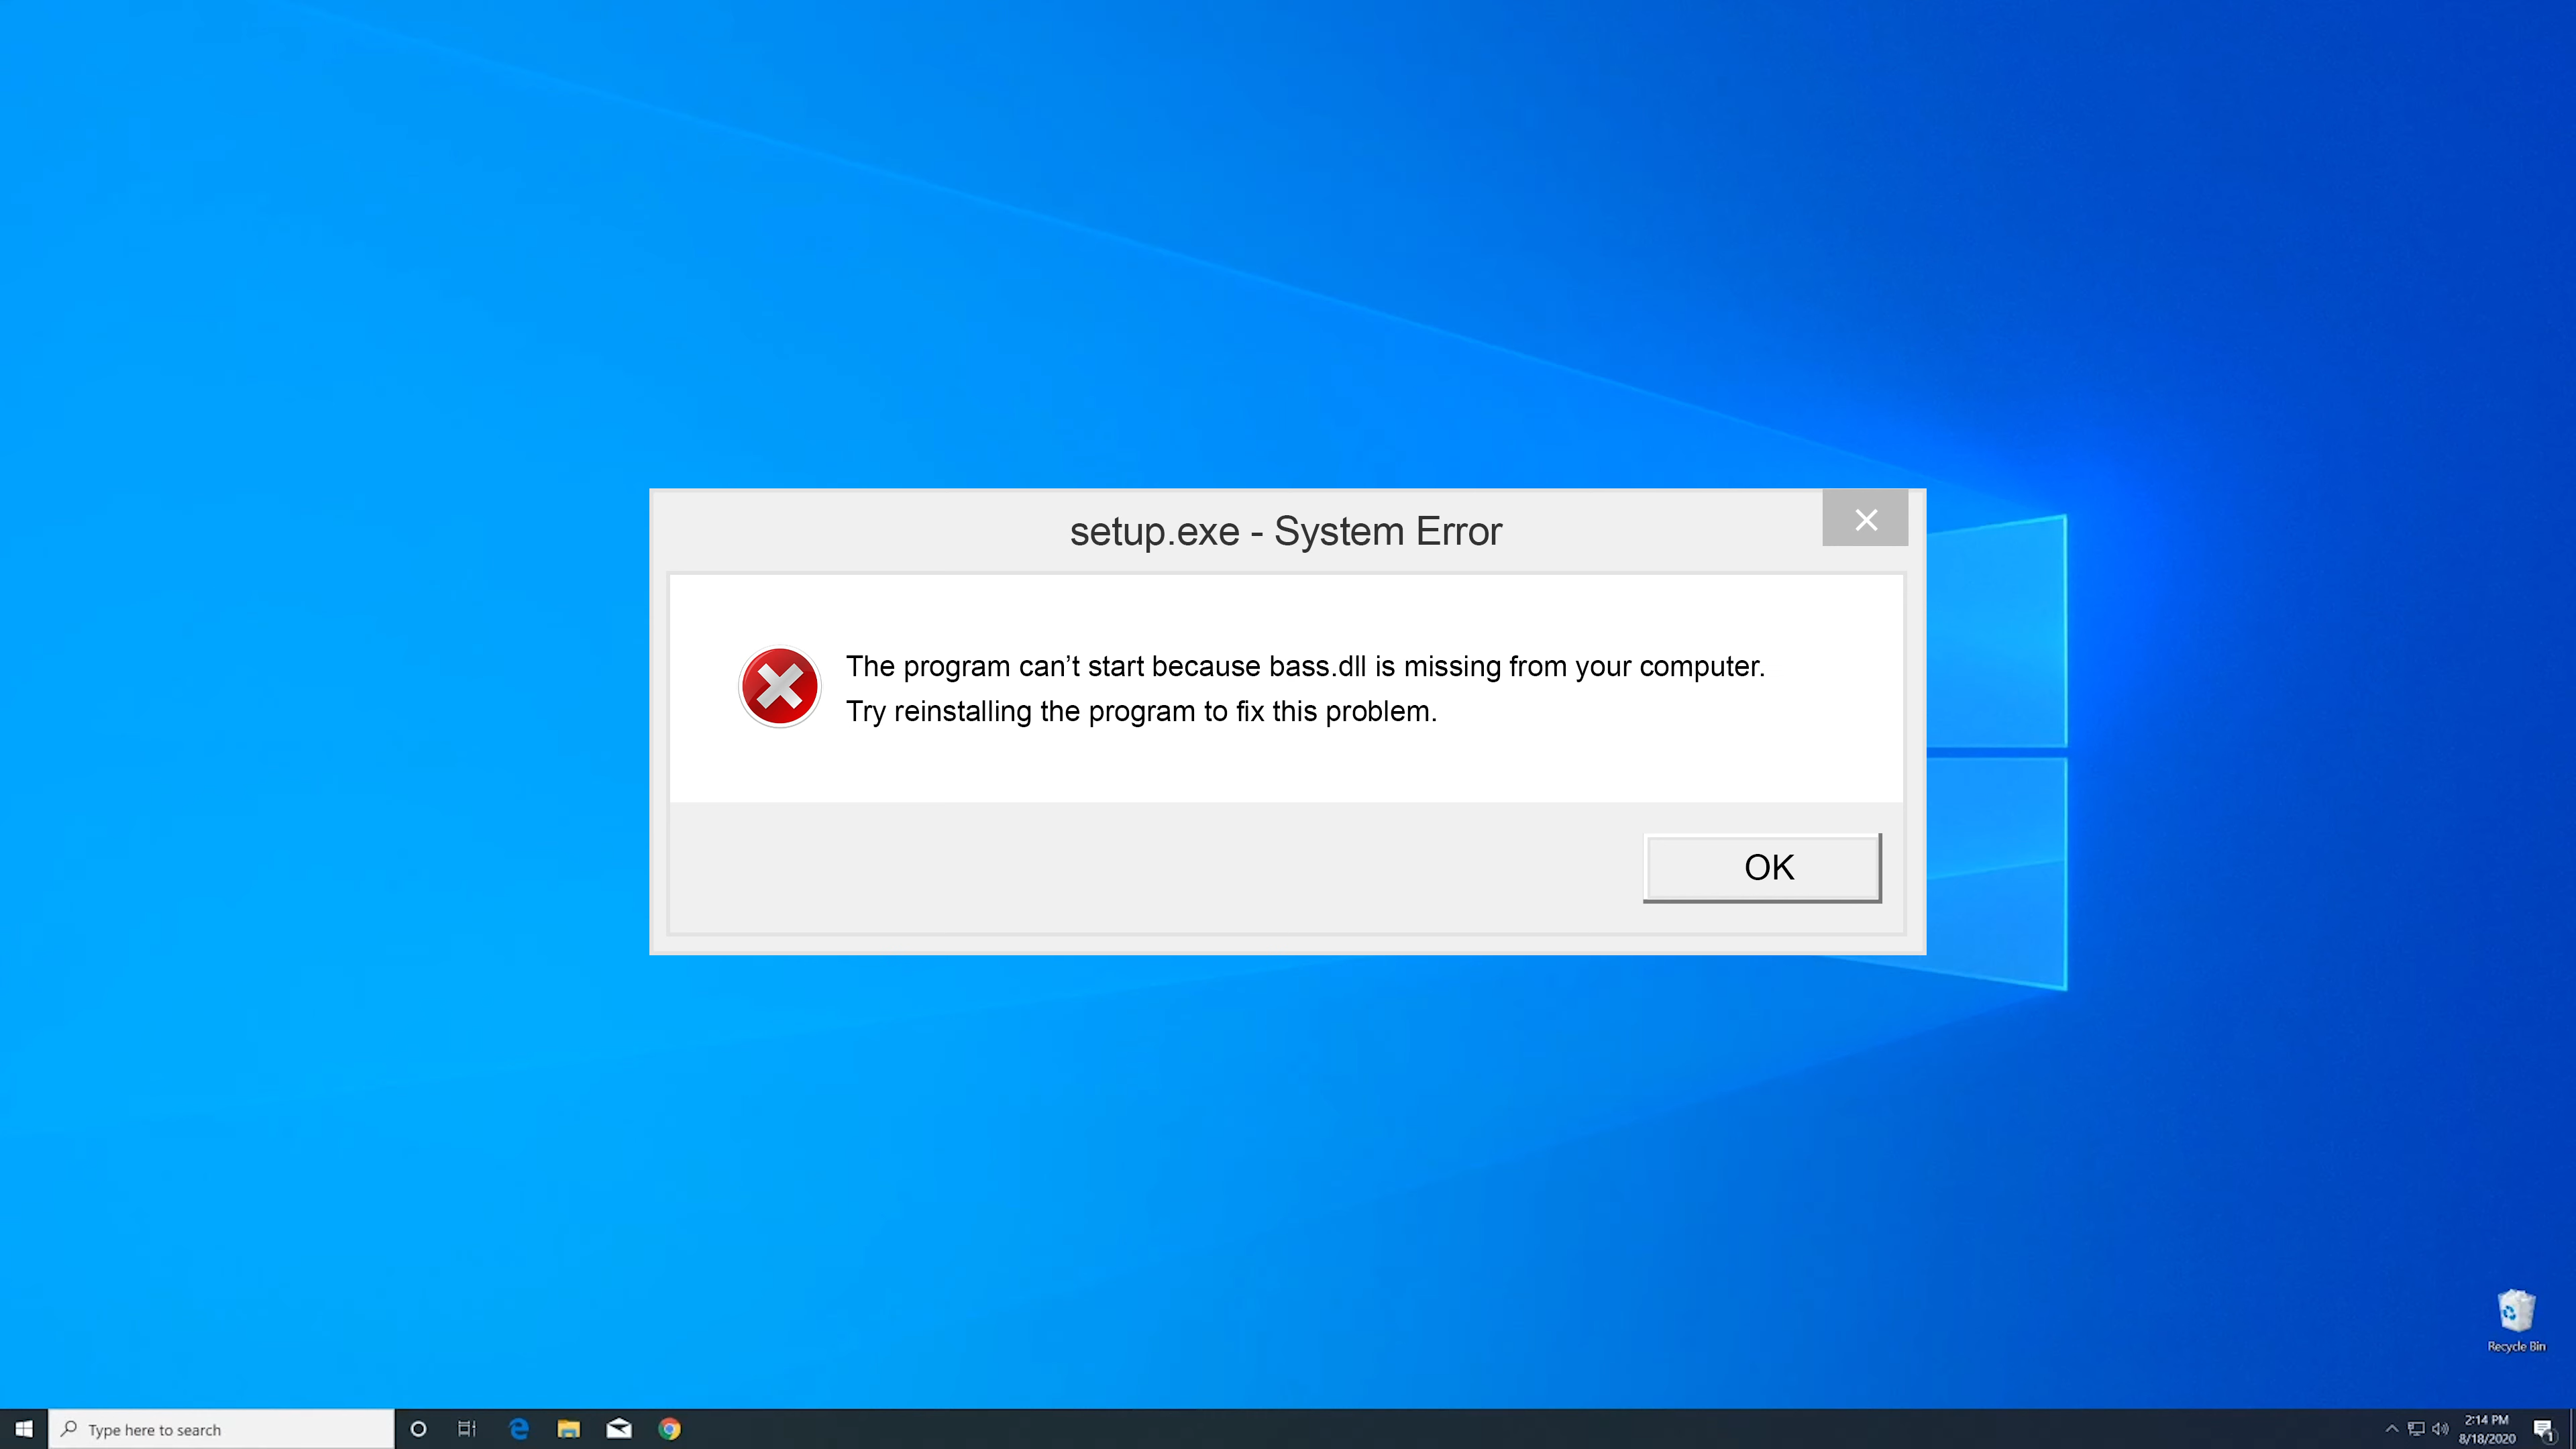 setup.exe - System Error
The program can’t start because bass.dll is missing from your computer.
Try reinstalling the program to fix this problem.
OK
Recycle Bin
Type here to search
2:14 PM
8/18/2020
1